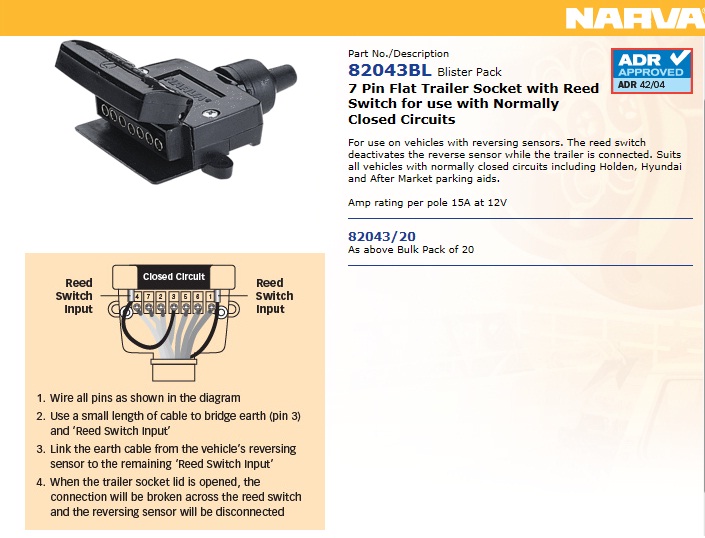 NARVA
Part No./Description
82043BL Blister Pack
7 Pin Flat Trailer Socket with Reed
Switch for use with Normally
Closed Circuits
ADR
APPROVED
ADR 42/04
For use on vehicles with reversing sensors. The reed switch
deactivates the reverse sensor while the trailer is connected. Suits
all vehicles with normally closed circuits including Holden, Hyundai
and After Market parking aids.
Amp rating per pole 15A at 12V
82043/20
As above Bulk Pack of 20
Closed Circuit
Reed
Switch
Input
4 7 2 3 5 6 1
Reed
Switch
Input
1. Wire all pins as shown in the diagram
2. Use a small length of cable to bridge earth (pin 3)
and ‘Reed Switch Input’
3. Link the earth cable from the vehicle’s reversing
sensor to the remaining ‘Reed Switch Input’
4. When the trailer socket lid is opened, the
connection will be broken across the reed switch
and the reversing sensor will be disconnected